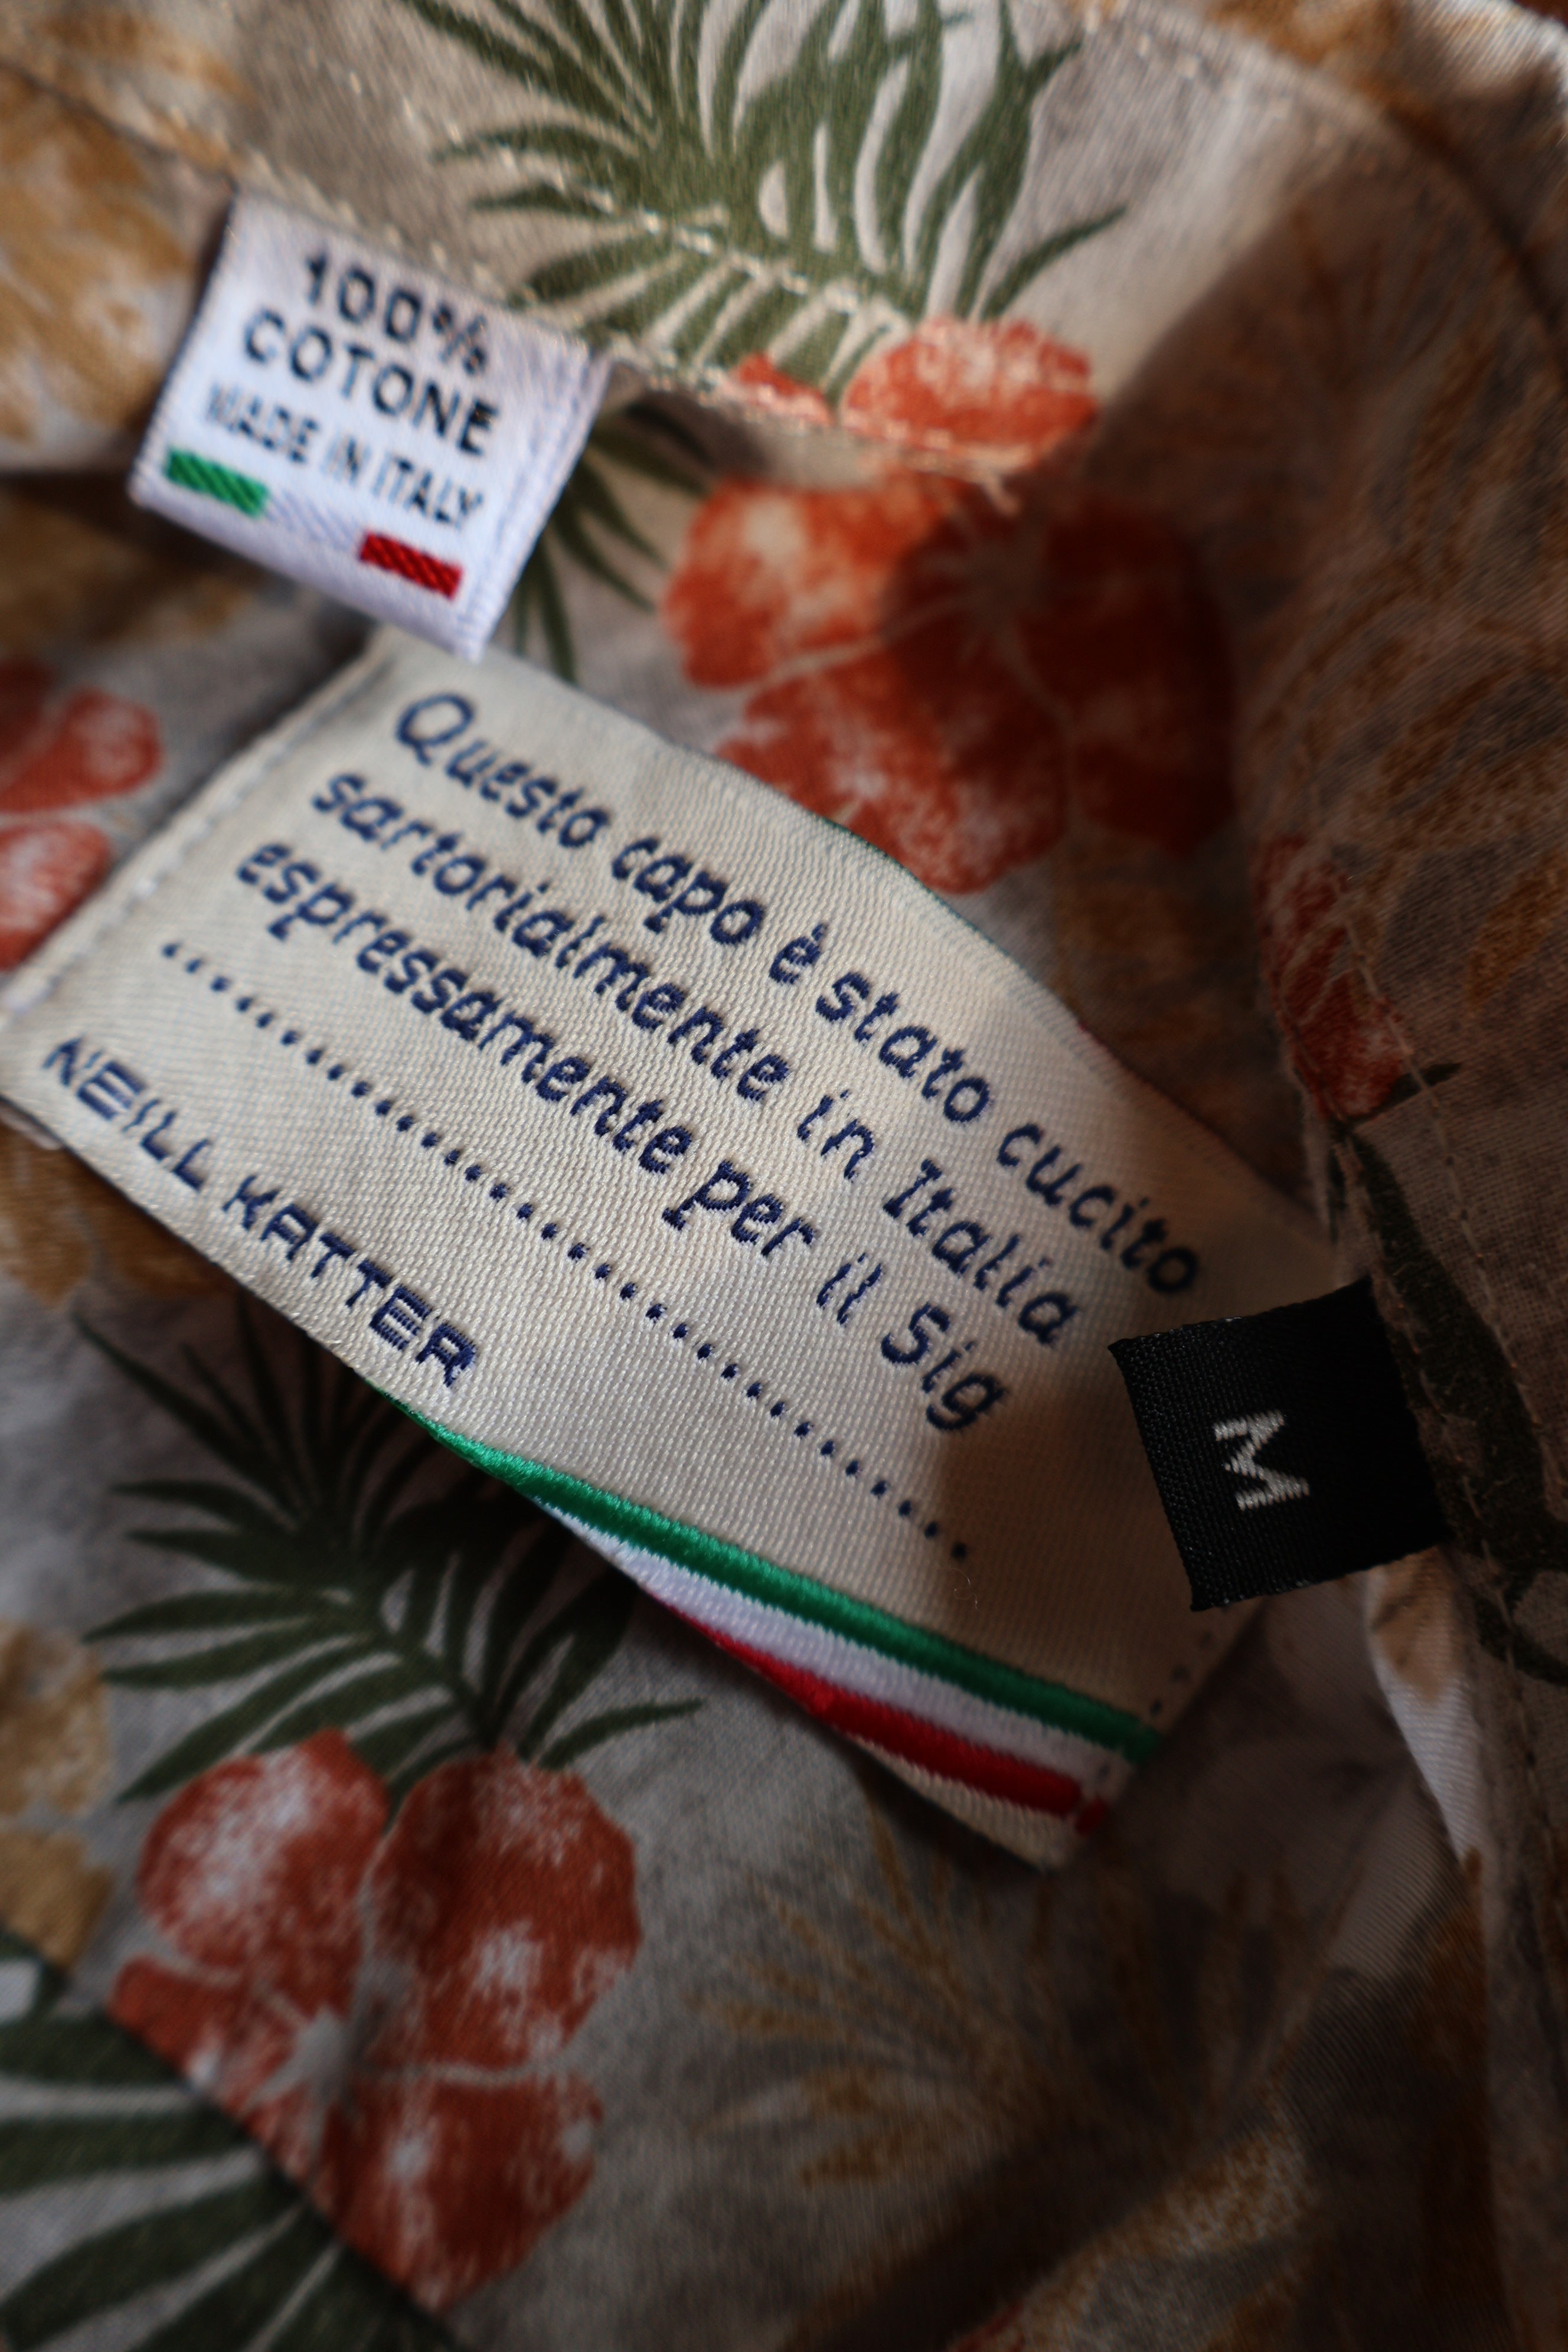 100%
COTONE
MADE IN ITALY
Questo capo è stato cucito
sartorialmente in Italia
espressamente per il Sig
................................
NEILL KATTER
M